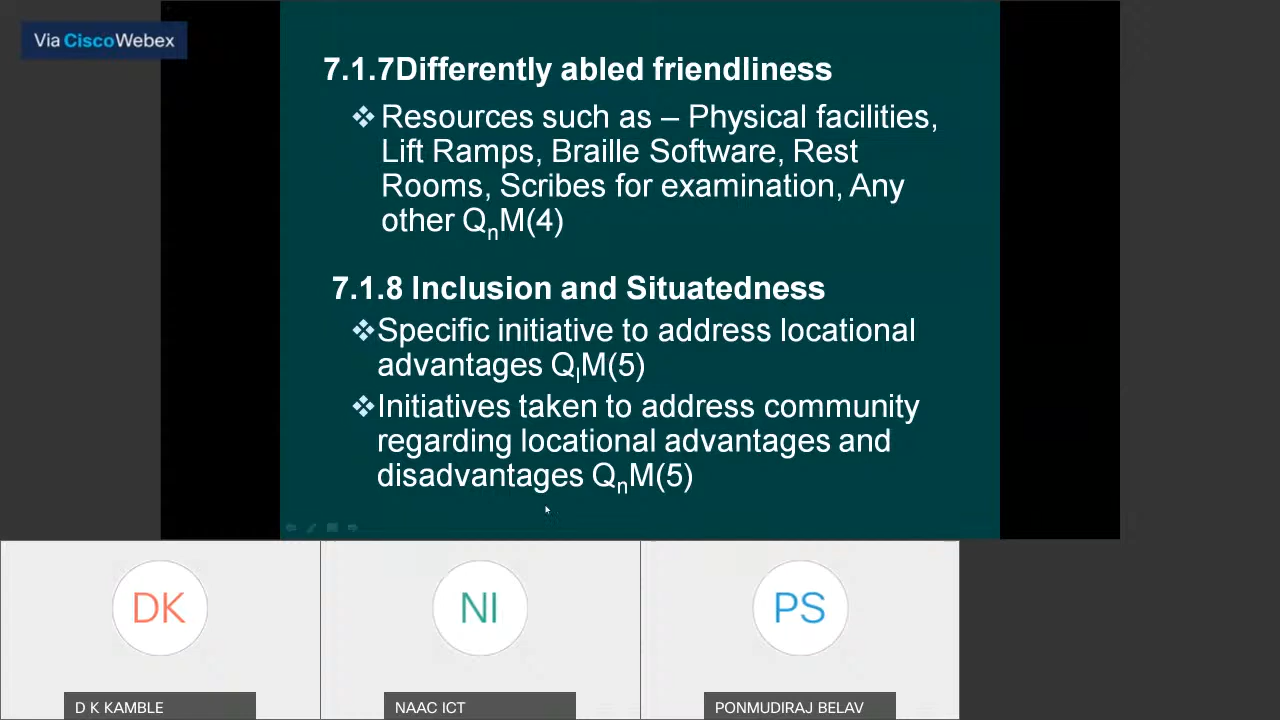 Via Cisco Webex
7.1.7Differently abled friendliness
❖ Resources such as – Physical facilities,
Lift Ramps, Braille Software, Rest
Rooms, Scribes for examination, Any
other QnM(4)
7.1.8 Inclusion and Situatedness
❖Specific initiative to address locational
advantages QlM(5)
❖Initiatives taken to address community
regarding locational advantages and
disadvantages QnM(5)
DK
NI
PS
D K KAMBLE
NAAC ICT
PONMUDIRAJ BELAV